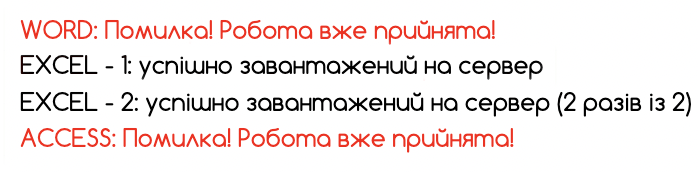 WORD: Помилка! Робота вже прийнята!
EXCEL - 1: успішно завантажений на сервер
EXCEL - 2: успішно завантажений на сервер (2 разів із 2)
ACCESS: Помилка! Робота вже прийнята!